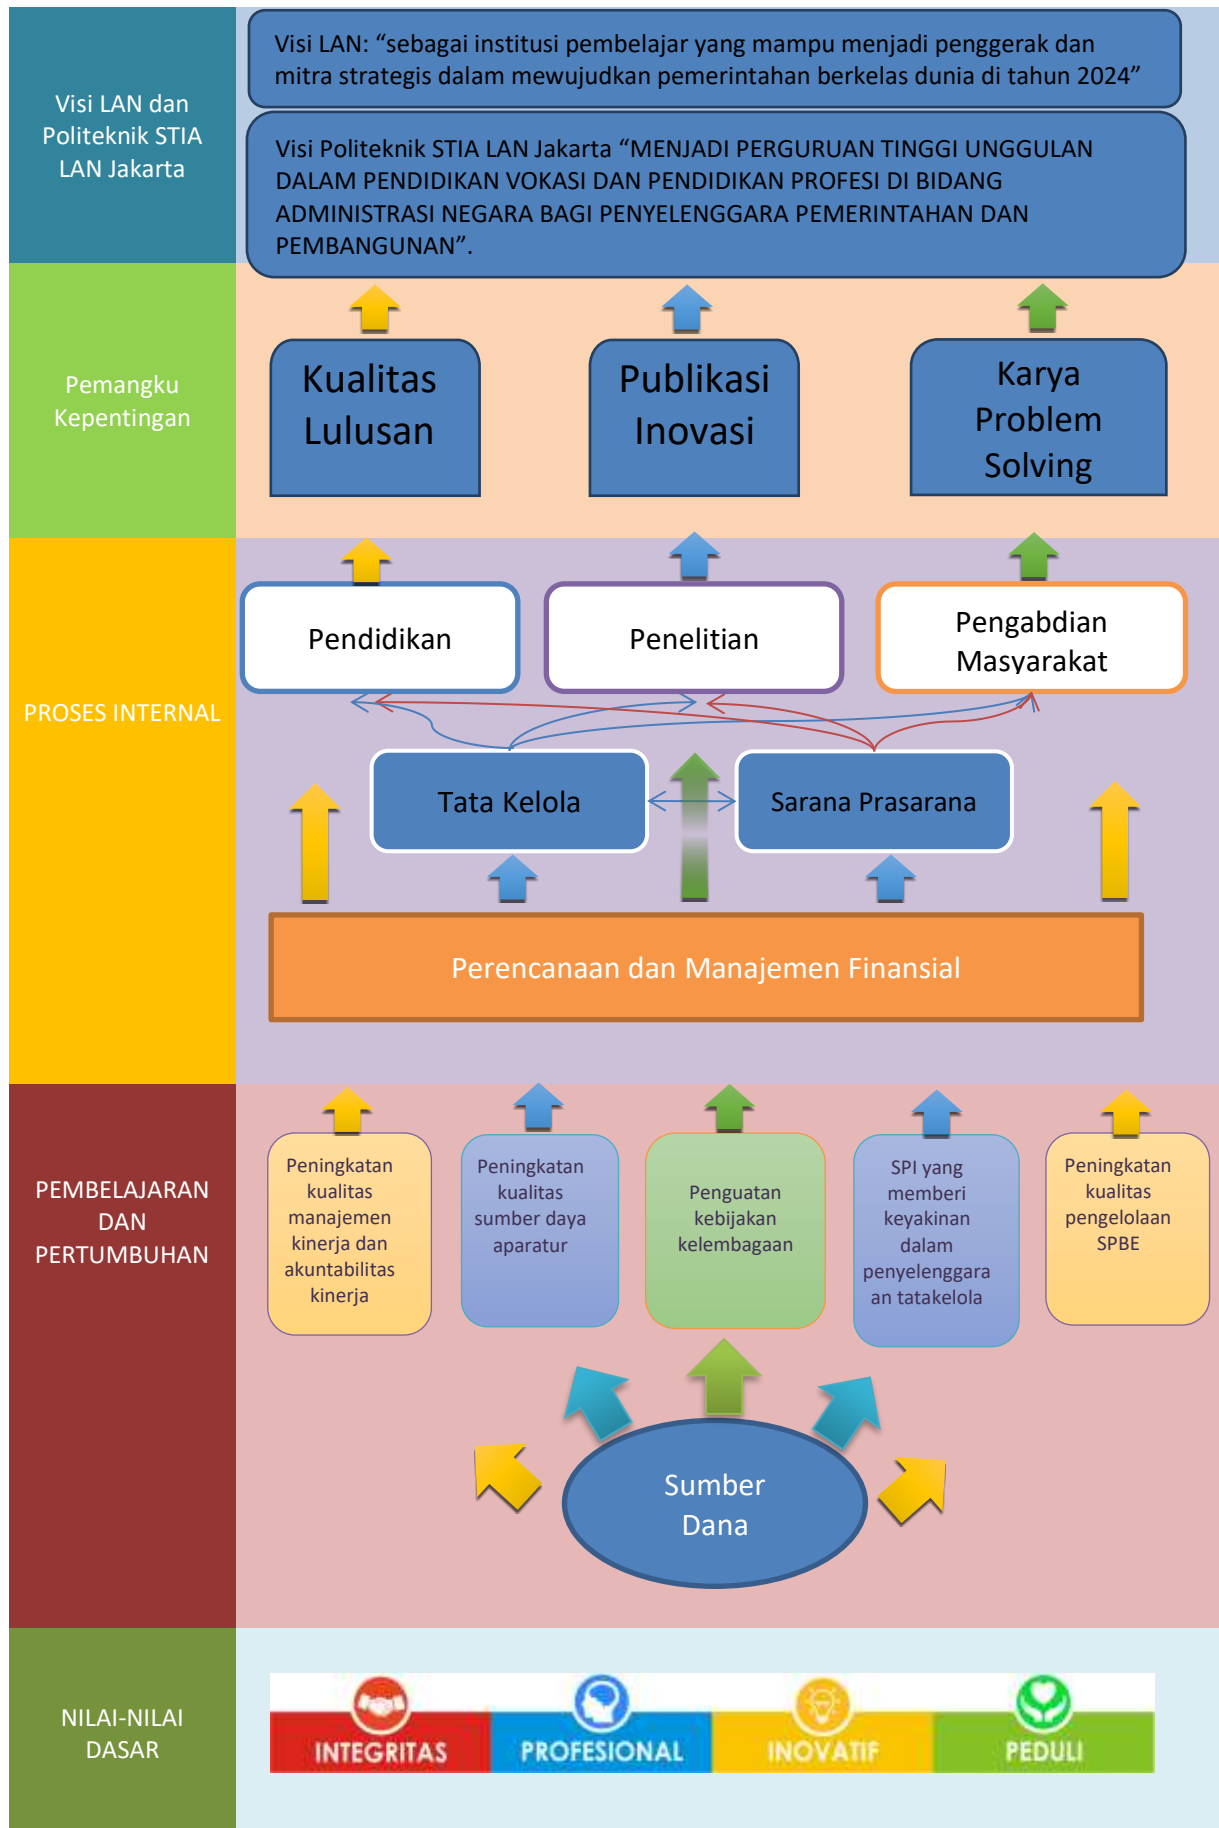 Visi LAN dan
Politeknik STIA
LAN Jakarta
Visi LAN: “sebagai institusi pembelajar yang mampu menjadi penggerak dan
mitra strategis dalam mewujudkan pemerintahan berkelas dunia di tahun 2024”
Visi Politeknik STIA LAN Jakarta “MENJADI PERGURUAN TINGGI UNGGULAN
DALAM PENDIDIKAN VOKASI DAN PENDIDIKAN PROFESI DI BIDANG
ADMINISTRASI NEGARA BAGI PENYELENGGARA PEMERINTAHAN DAN
PEMBANGUNAN”.
Pemangku
Kepentingan
Kualitas
Lulusan
Publikasi
Inovasi
Karya
Problem
Solving
PROSES INTERNAL
Pendidikan
Penelitian
Pengabdian
Masyarakat
Tata Kelola
Sarana Prasarana
Perencanaan dan Manajemen Finansial
PEMBELAJARAN
DAN
PERTUMBUHAN
Peningkatan
kualitas
manajemen
kinerja dan
akuntabilitas
kinerja
Peningkatan
kualitas
sumber daya
aparatur
Penguatan
kebijakan
kelembagaan
SPI yang
memberi
keyakinan
dalam
penyelenggara
an tatakelola
Peningkatan
kualitas
pengelolaan
SPBE
Sumber
Dana
NILAI-NILAI
DASAR
INTEGRITAS
PROFESIONAL
INOVATIF
PEDULI